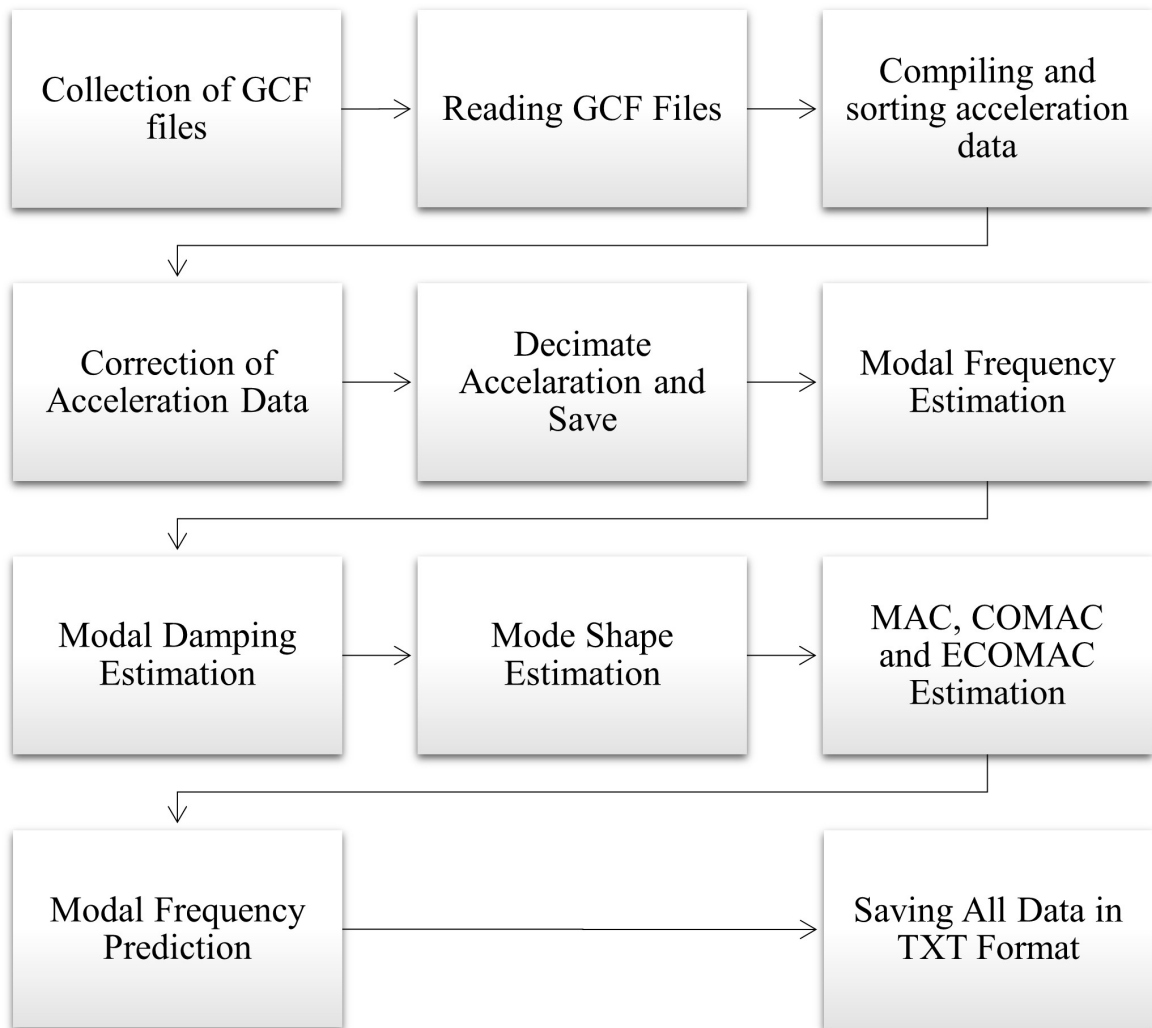 Collection of GCF
files
Reading GCF Files
Compiling and
sorting acceleration
data
Correction of
Acceleration Data
Decimate
Accelaration and
Save
Modal Frequency
Estimation
Modal Damping
Estimation
Mode Shape
Estimation
MAC, COMAC
and ECOMAC
Estimation
Modal Frequency
Prediction
Saving All Data in
TXT Format